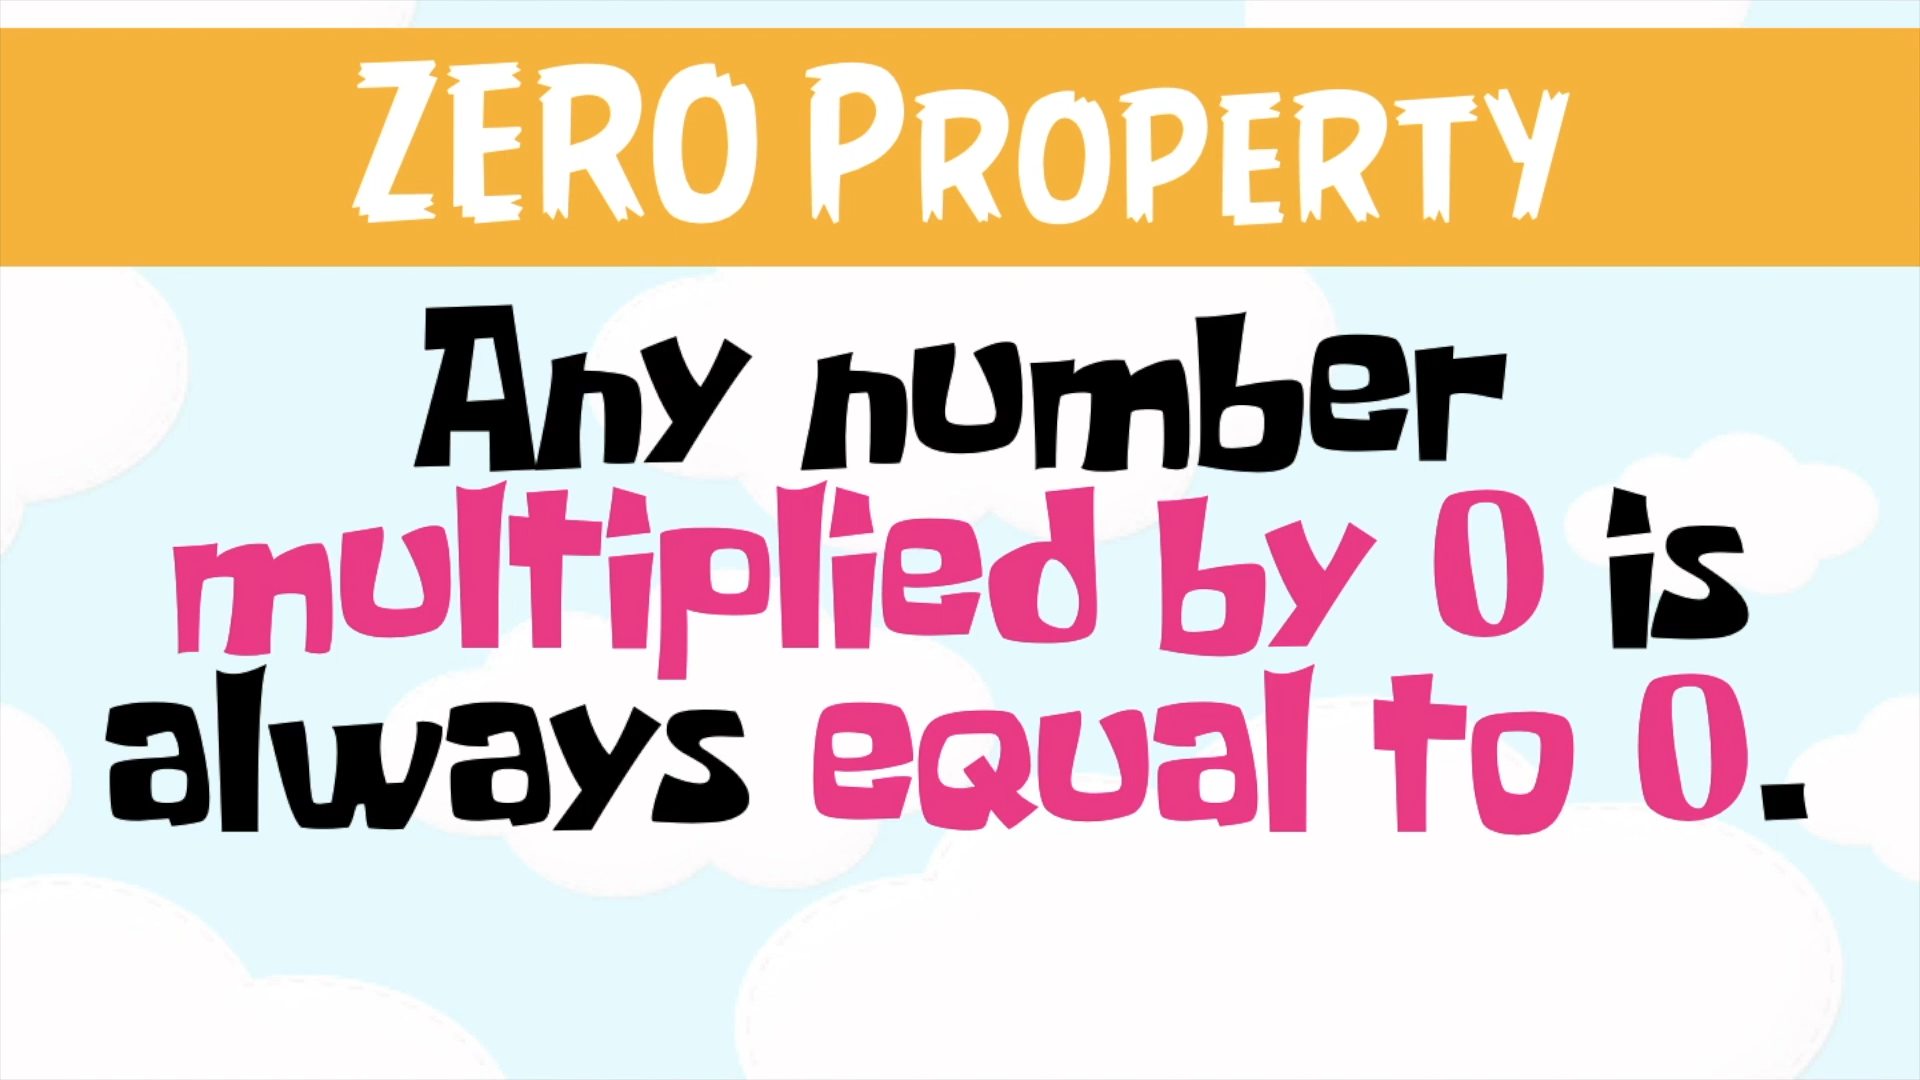 ZERO PROPERTY
Any number
multiplied by 0 is
always equal to 0.